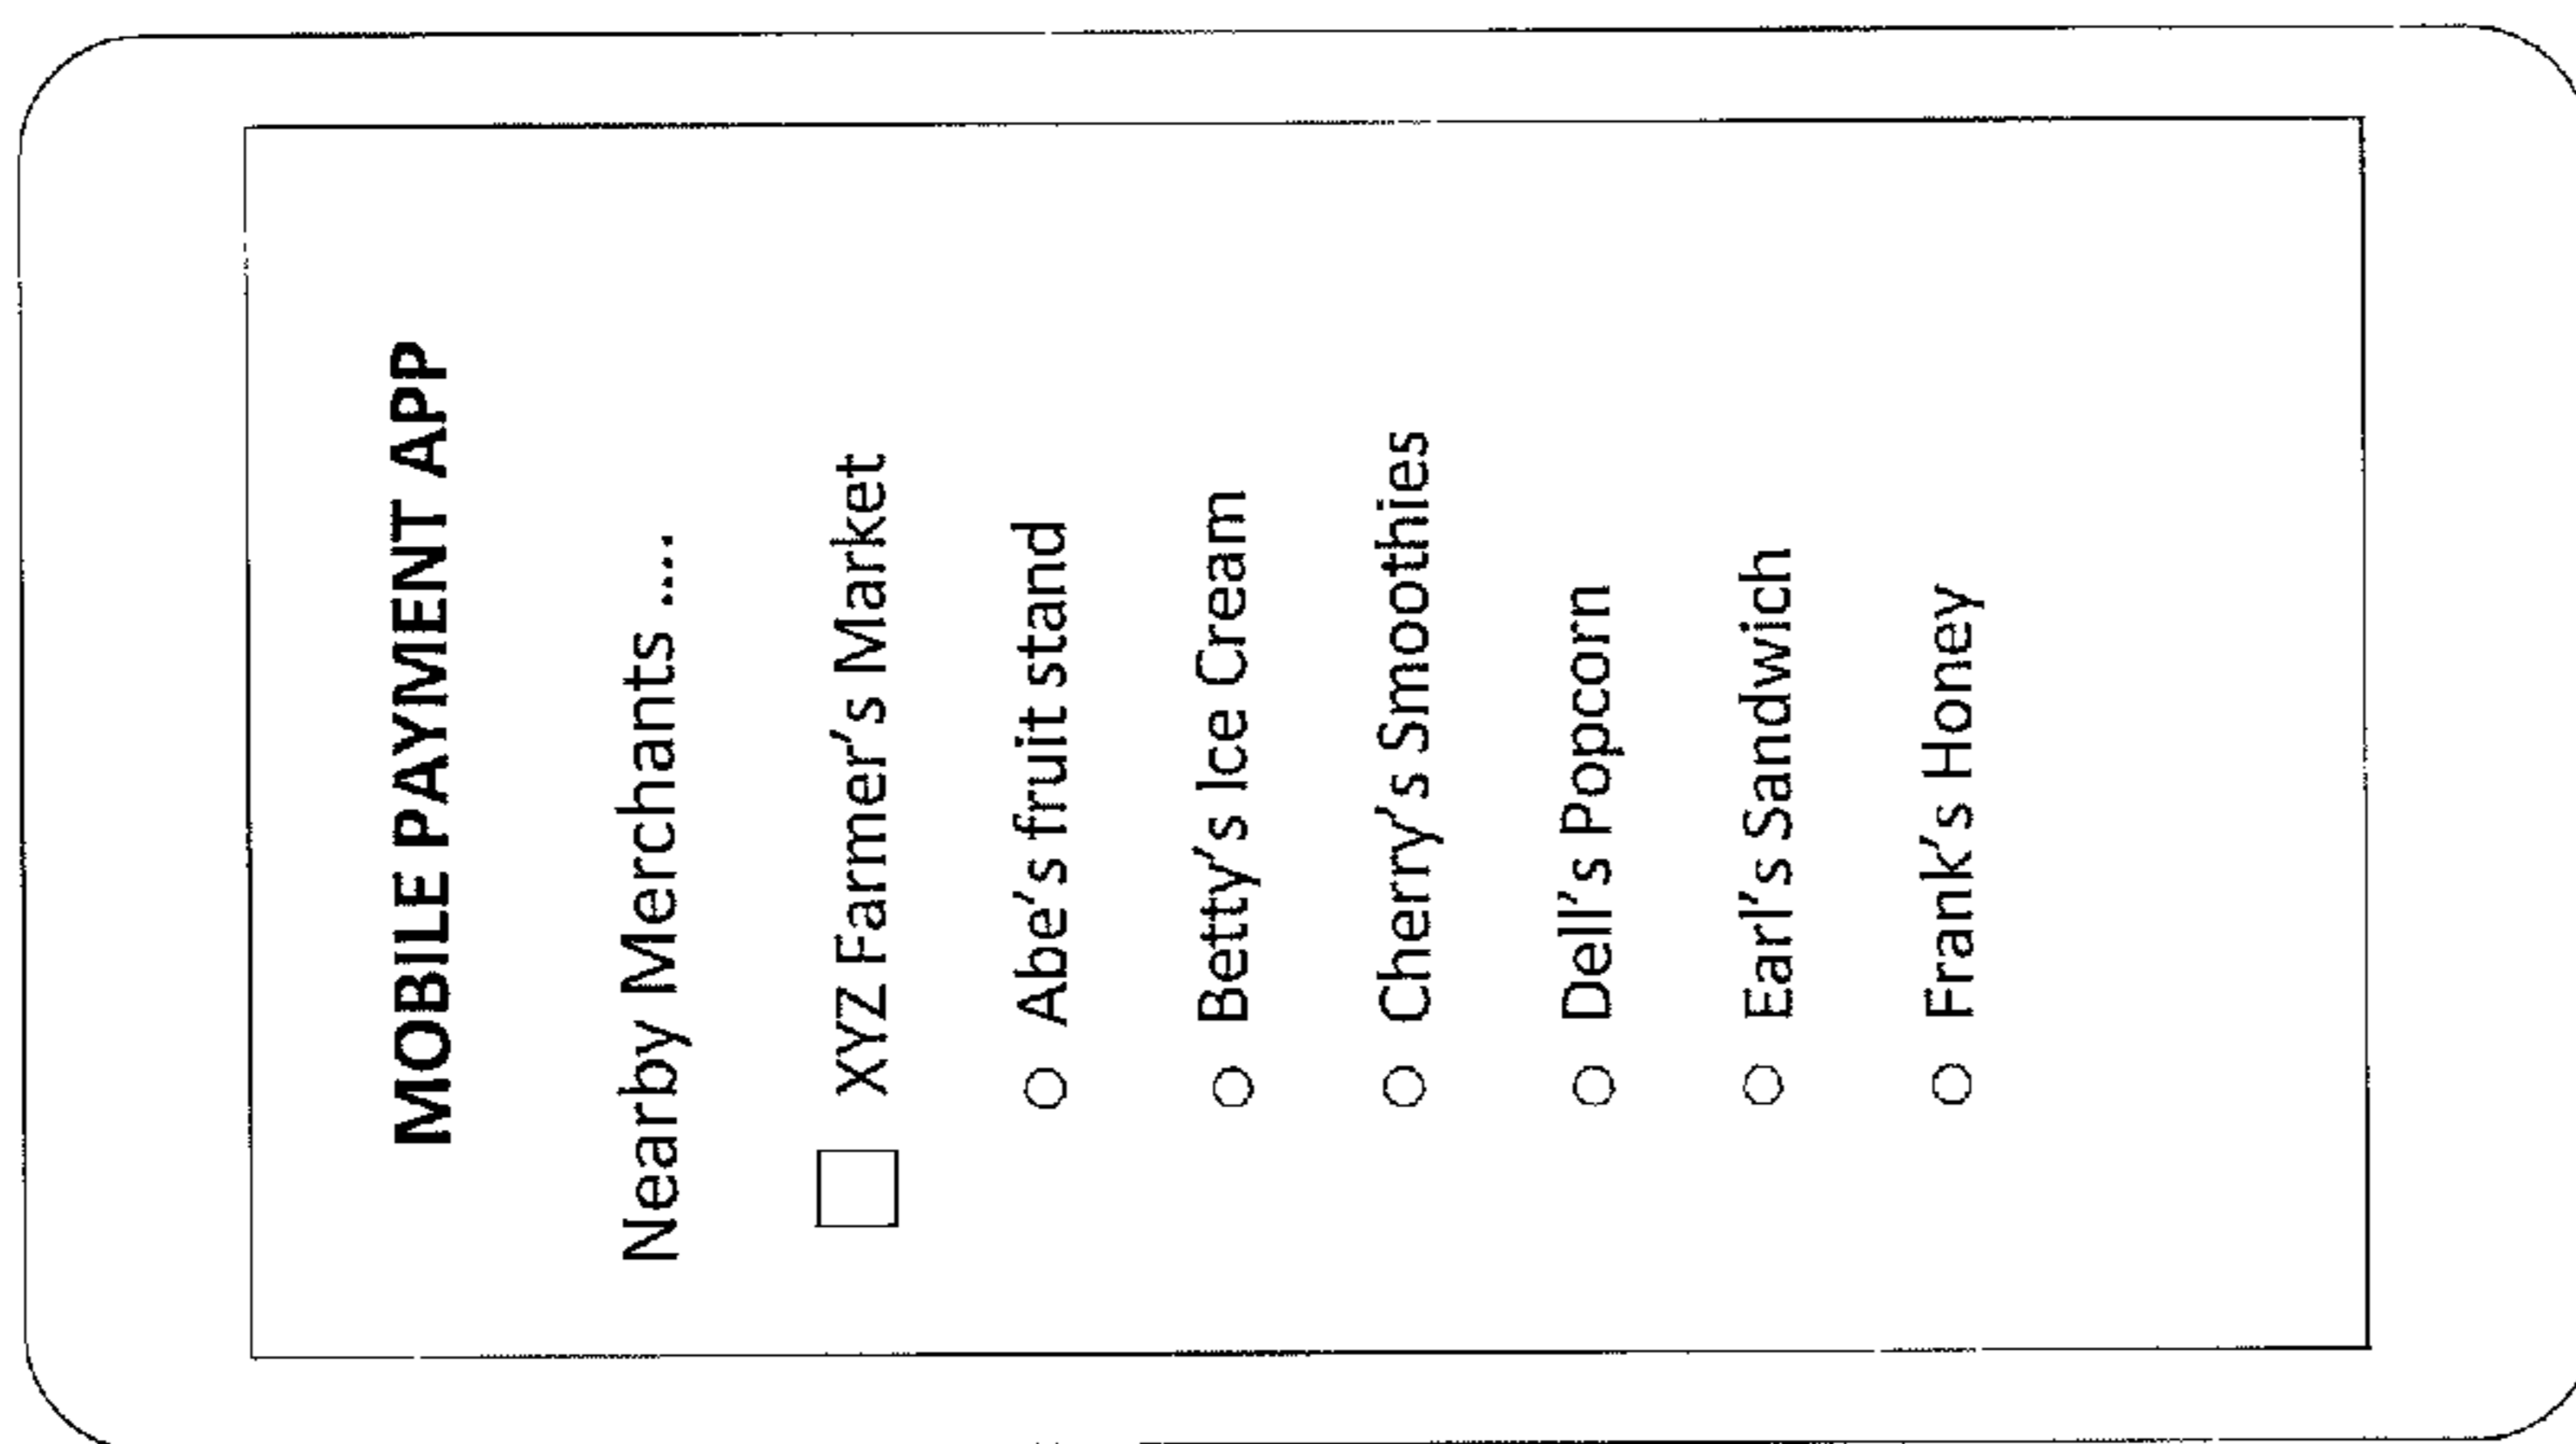 MOBILE PAYMENT APP
Nearby Merchants ....
XYZ Farmer's Market
Abe's fruit stand
Betty's Ice Cream
Cherry's Smoothies
Dell's Popcorn
Earl's Sandwich
Frank's Honey